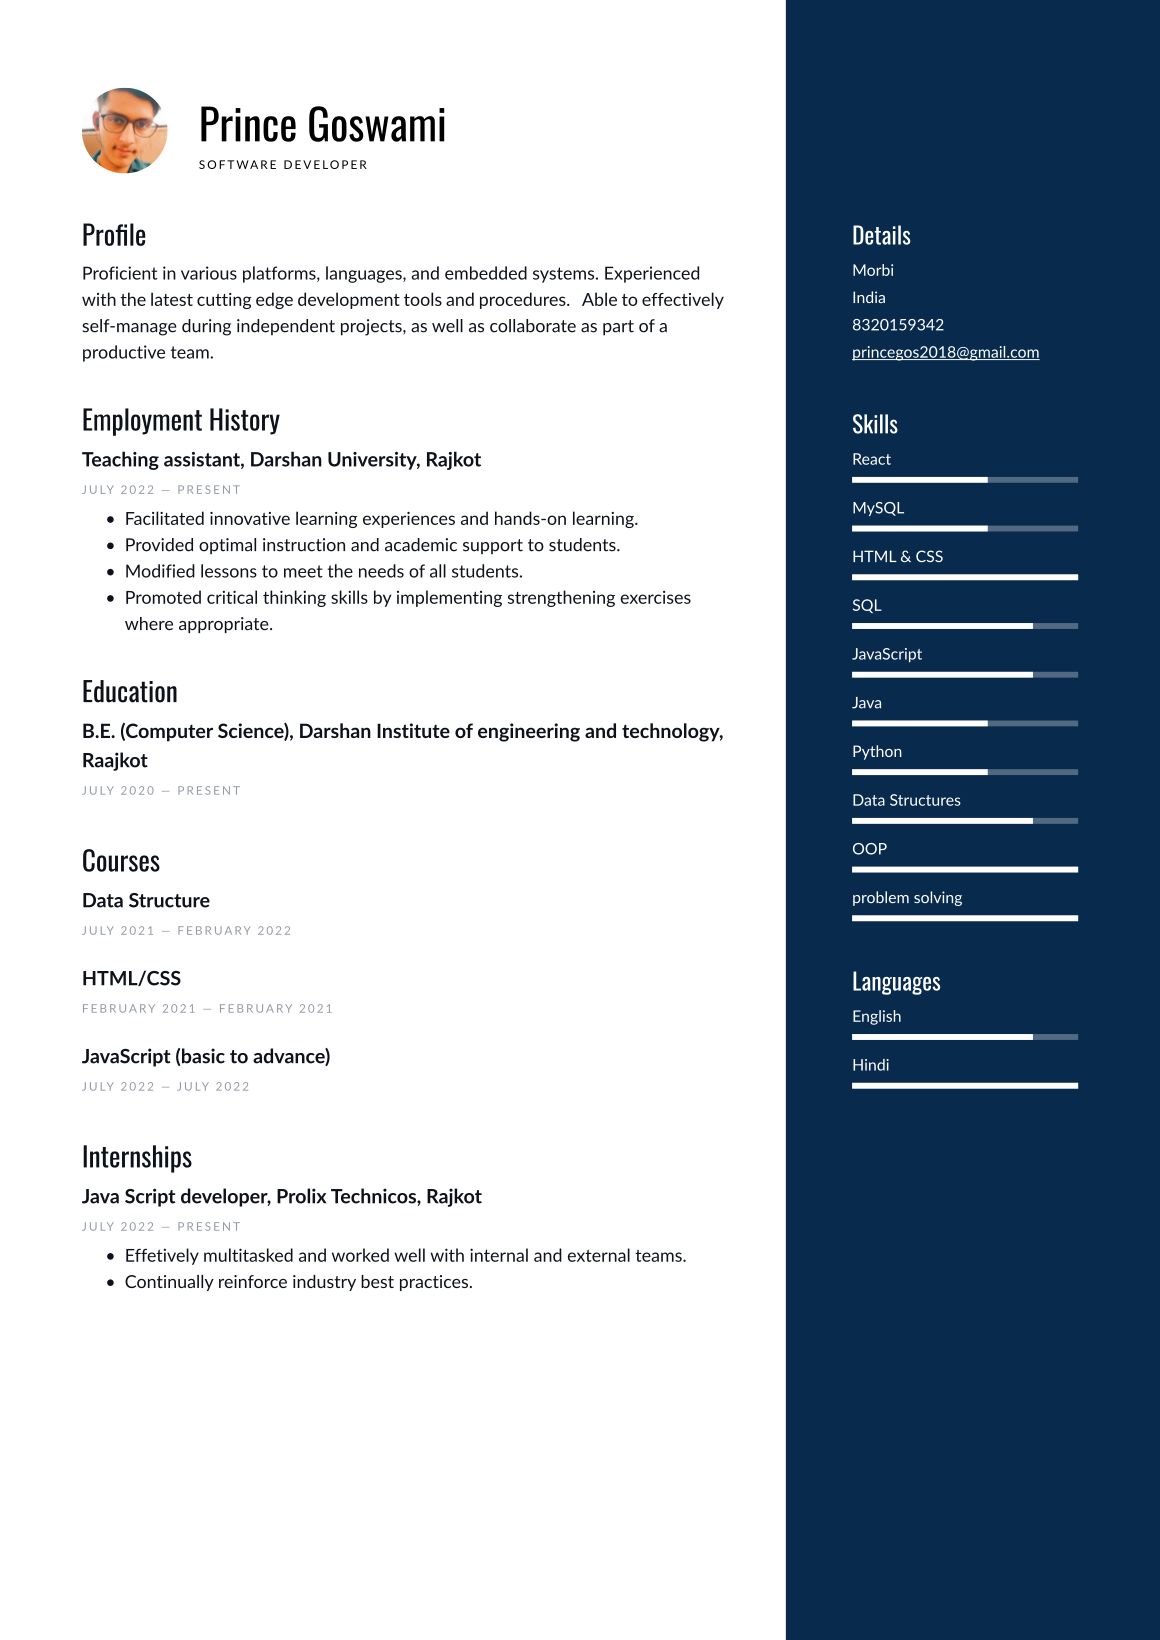 Prince Goswami
SOFTWARE DEVELOPER
Profile
Proficient in various platforms, languages, and embedded systems. Experienced
with the latest cutting edge development tools and procedures.   Able to effectively
self-manage during independent projects, as well as collaborate as part of a
productive team.
Employment History
Teaching assistant, Darshan University, Rajkot
JULY 2022 — PRESENT
• Facilitated innovative learning experiences and hands-on learning.
• Provided optimal instruction and academic support to students.
• Modified lessons to meet the needs of all students.
• Promoted critical thinking skills by implementing strengthening exercises
where appropriate.
Education
B.E. (Computer Science), Darshan Institute of engineering and technology,
Raajkot
JULY 2020 — PRESENT
Courses
Data Structure
JULY 2021 — FEBRUARY 2022
HTML/CSS
FEBRUARY 2021 — FEBRUARY 2021
JavaScript (basic to advance)
JULY 2022 — JULY 2022
Internships
Java Script developer, Prolix Technicos, Rajkot
JULY 2022 — PRESENT
• Effetively multitasked and worked well with internal and external teams.
• Continually reinforce industry best practices.
Details
Morbi
India
8320159342
princegos2018@gmail.com
Skills
React
MySQL
HTML & CSS
SQL
JavaScript
Java
Python
Data Structures
OOP
problem solving
Languages
English
Hindi